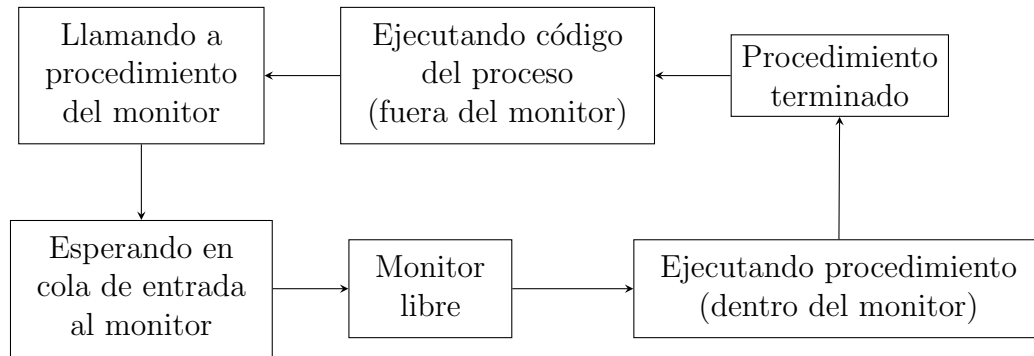 Llamando a
procedimiento
del monitor
Ejecutando código
del proceso
(fuera del monitor)
Procedimiento
terminado
Esperando en
cola de entrada
al monitor
Monitor
libre
Ejecutando procedimiento
(dentro del monitor)